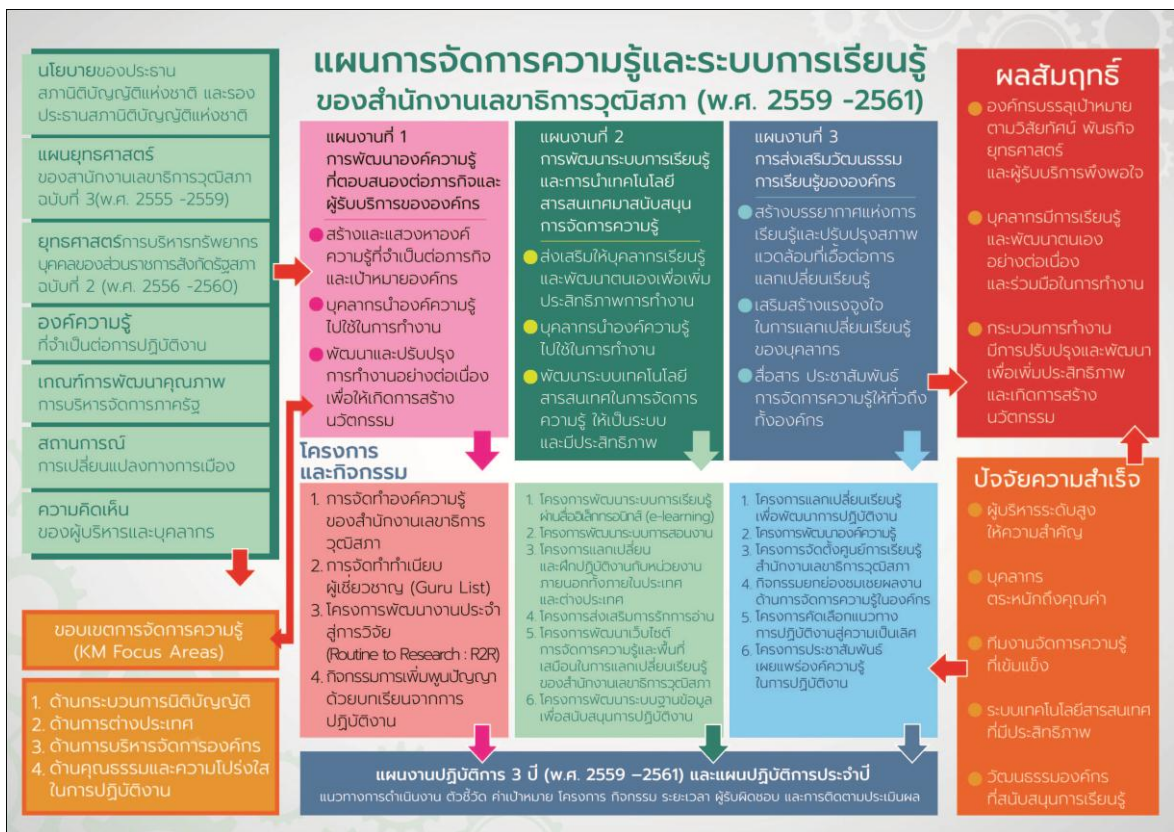 แผนการจัดการความรู้และระบบการเรียนรู้
ของสำนักงานเลขาธิการวุฒิสภา (พ.ศ. 2559 -2561)
นโยบายของประธาน
สภานิติบัญญัติแห่งชาติ และรอง
ประธานสภานิติบัญญัติแห่งชาติ
แผนยุทธศาสตร์
ของสานักงานเลขาธิการวุฒิสภา
ฉบับที่ 3(พ.ศ. 2555 -2559)
ยุทธศาสตร์การบริหารทรัพยากร
บุคคลของส่วนราชการสังกัดรัฐสภา
ฉบับที่ 2 (พ.ศ. 2556 -2560)
องค์ความรู้
ที่จำเป็นต่อการปฏิบัติงาน
เกณฑ์การพัฒนาคุณภาพ
การบริหารจัดการภาครัฐ
สถานการณ์
การเปลี่ยนแปลงทางการเมือง
ความคิดเห็น
ของผู้บริหารและบุคลากร
ขอบเขตการจัดการความรู้
(KM Focus Areas)
1. ด้านกระบวนการนิติบัญญัติ
2. ด้านการต่างประเทศ
3. ด้านการบริหารจัดการองค์กร
4. ด้านคุณธรรมและความโปร่งใส
ในการปฏิบัติงาน
แผนงานที่ 1
การพัฒนาองค์ความรู้
ที่ตอบสนองต่อภารกิจและ
ผู้รับบริการขององค์กร
สร้างและแสวงหาองค์
ความรู้ที่จำเป็นต่อภารกิจ
และเป้าหมายองค์กร
บุคลากรนำองค์ความรู้
ไปใช้ในการทำงาน
พัฒนาและปรับปรุง
การทำงานอย่างต่อเนื่อง
เพื่อให้เกิดการสร้าง
นวัตกรรม
แผนงานที่ 2
การพัฒนาระบบการเรียนรู้
และการนำเทคโนโลยี
สารสนเทศมาสนับสนุน
การจัดการความรู้
ส่งเสริมให้บุคลากรเรียนรู้
และพัฒนาตนเองเพื่อเพิ่ม
ประสิทธิภาพการทำงาน
บุคลากรนำองค์ความรู้
ไปใช้ในการทำงาน
พัฒนาระบบเทคโนโลยี
สารสนเทศในการจัดการ
ความรู้ ให้เป็นระบบ
และมีประสิทธิภาพ
แผนงานที่ 3
การส่งเสริมวัฒนธรรม
การเรียนรู้ขององค์กร
สร้างบรรยากาศแห่งการ
เรียนรู้และปรับปรุงสภาพ
แวดล้อมที่เอื้อต่อการ
แลกเปลี่ยนเรียนรู้
เสริมสร้างแรงจูงใจ
ในการแลกเปลี่ยนเรียนรู้
ของบุคลากร
สื่อสาร ประชาสัมพันธ์
การจัดการความรู้ให้ทั่วถึง
ทั้งองค์กร
โครงการ
และกิจกรรม
1. การจัดทำองค์ความรู้
ของสำนักงานเลขาธิการ
วุฒิสภา
2. การจัดทำทำเนียบ
ผู้เชี่ยวชาญ (Guru List)
3. โครงการพัฒนางานประจำ
สู่การวิจัย
(Routine to Research : R2R)
4. กิจกรรมการเพิ่มพูนปัญญา
ด้วยบทเรียนจากการ
ปฏิบัติงาน
1. โครงการพัฒนาระบบการเรียนรู้
ผ่านสื่ออิเล็กทรอนิกส์ (e-learning)
2. โครงการพัฒนาระบบการสอนงาน
3. โครงการแลกเปลี่ยน
และฝึกปฏิบัติงานกับหน่วยงาน
ภายนอกทั้งภายในประเทศ
และต่างประเทศ
4. โครงการส่งเสริมการรักการอ่าน
5. โครงการพัฒนาเว็บไซต์
การจัดการความรู้และพื้นที่
เสมือนในการแลกเปลี่ยนเรียนรู้
ของสำนักงานเลขาธิการวุฒิสภา
6. โครงการพัฒนาระบบฐานข้อมูล
เพื่อสนับสนุนการปฏิบัติงาน
1. โครงการแลกเปลี่ยนเรียนรู้
เพื่อพัฒนาการปฏิบัติงาน
2. โครงการพัฒนาองค์ความรู้
3. โครงการจัดตั้งศูนย์การเรียนรู้
สำนักงานเลขาธิการวุฒิสภา
4. กิจกรรมยกย่องชมเชยผลงาน
ด้านการจัดการความรู้ในองค์กร
5. โครงการคัดเลือกแนวทาง
การปฏิบัติงานสู่ความเป็นเลิศ
6. โครงการประชาสัมพันธ์
เผยแพร่องค์ความรู้
ในการปฏิบัติงาน
แผนงานปฏิบัติการ 3 ปี (พ.ศ. 2559 –2561) และแผนปฏิบัติการประจำปี
แนวทางการดำเนินงาน ตัวชี้วัด ค่าเป้าหมาย โครงการ กิจกรรม ระยะเวลา ผู้รับผิดชอบ และการติดตามประเมินผล
ผลสัมฤทธิ์
องค์กรบรรลุเป้าหมาย
ตามวิสัยทัศน์ พันธกิจ
ยุทธศาสตร์
และผู้รับบริการพึงพอใจ
บุคลากรมีการเรียนรู้
และพัฒนาตนเอง
อย่างต่อเนื่อง
และร่วมมือในการทำงาน
กระบวนการทำงาน
มีการปรับปรุงและพัฒนา
เพื่อเพิ่มประสิทธิภาพ
และเกิดการสร้าง
นวัตกรรม
ปัจจัยความสำเร็จ
ผู้บริหารระดับสูง
ให้ความสำคัญ
บุคลากร
ตระหนักถึงคุณค่า
ทีมงานจัดการความรู้
ที่เข้มแข็ง
ระบบเทคโนโลยีสารสนเทศ
ที่มีประสิทธิภาพ
วัฒนธรรมองค์กร
ที่สนับสนุนการเรียนรู้